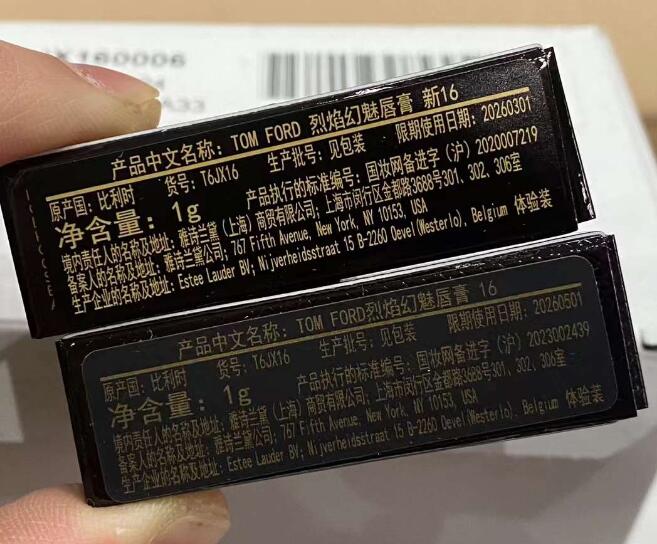 X160006
A33
产品中文名称: TOM FORD 烈焰幻魅唇膏 新16
原产国: 比利时 货号: T6JX16 生产批号: 见包装 限期使用日期: 20260301
净含量: 1g 产品执行的标准编号: 国妆网备进字 (沪) 2020007219
境内责任人的名称及地址: 雅诗兰黛 (上海) 商贸有限公司; 上海市闵行区金都路3688号301、302、306室
备案人的名称及地址: 雅诗兰黛公司; 767 Fifth Avenue, New York, NY 10153, USA
生产企业的名称及地址: Estee Lauder BV; Nijverheidsstraat 15 B-2260 Oevel (Westerlo), Belgium 体验装
产品中文名称: TOM FORD烈焰幻魅唇膏 16
原产国: 比利时 货号: T6JX16 生产批号: 见包装 限期使用日期: 20260501
净含量: 1g 产品执行的标准编号: 国妆网备进字 (沪) 2023002439
境内责任人的名称及地址: 雅诗兰黛 (上海) 商贸有限公司; 上海市闵行区金都路3688号301、302、306室
备案人的名称及地址: 雅诗兰黛公司; 767 Fifth Avenue, New York, NY 10153, USA
生产企业的名称及地址: Estee Lauder BV; Nijverheidsstraat 15 B-2260 Oevel(Westerlo), Belgium 体验装